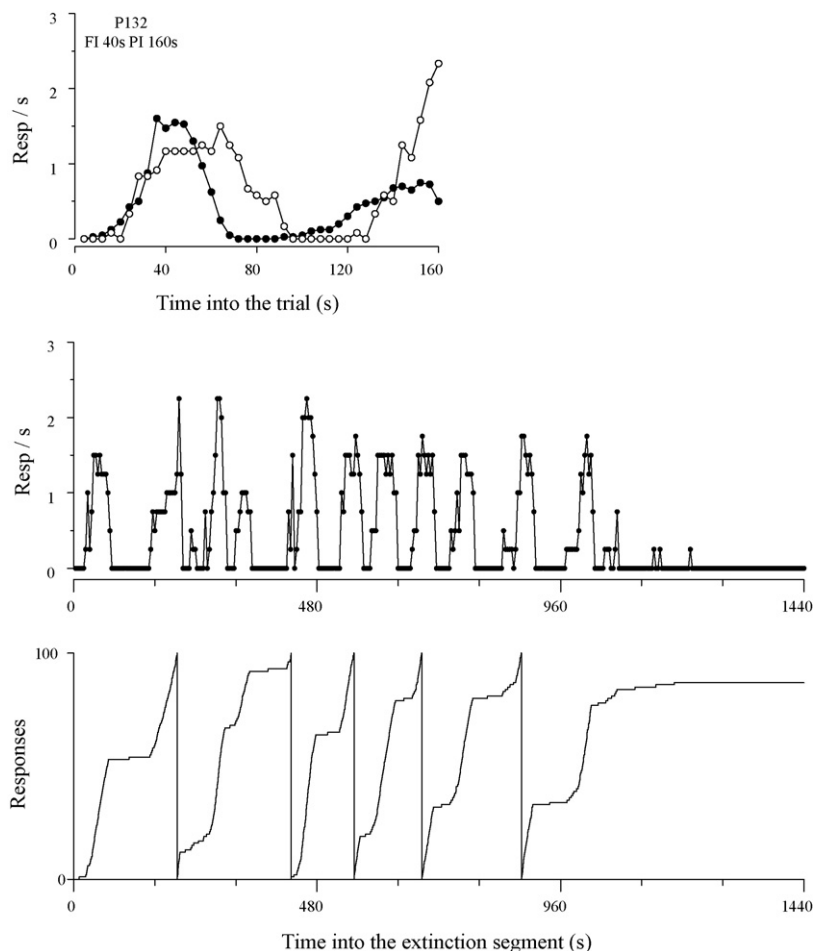 3
P132
FI 40s PI 160s
2
Resp / s
1
0
0 40 80 120 160
Time into the trial (s)
3
2
Resp / s
1
0
0 480 960 1440
100
Responses
0
0 480 960 1440
Time into the extinction segment (s)